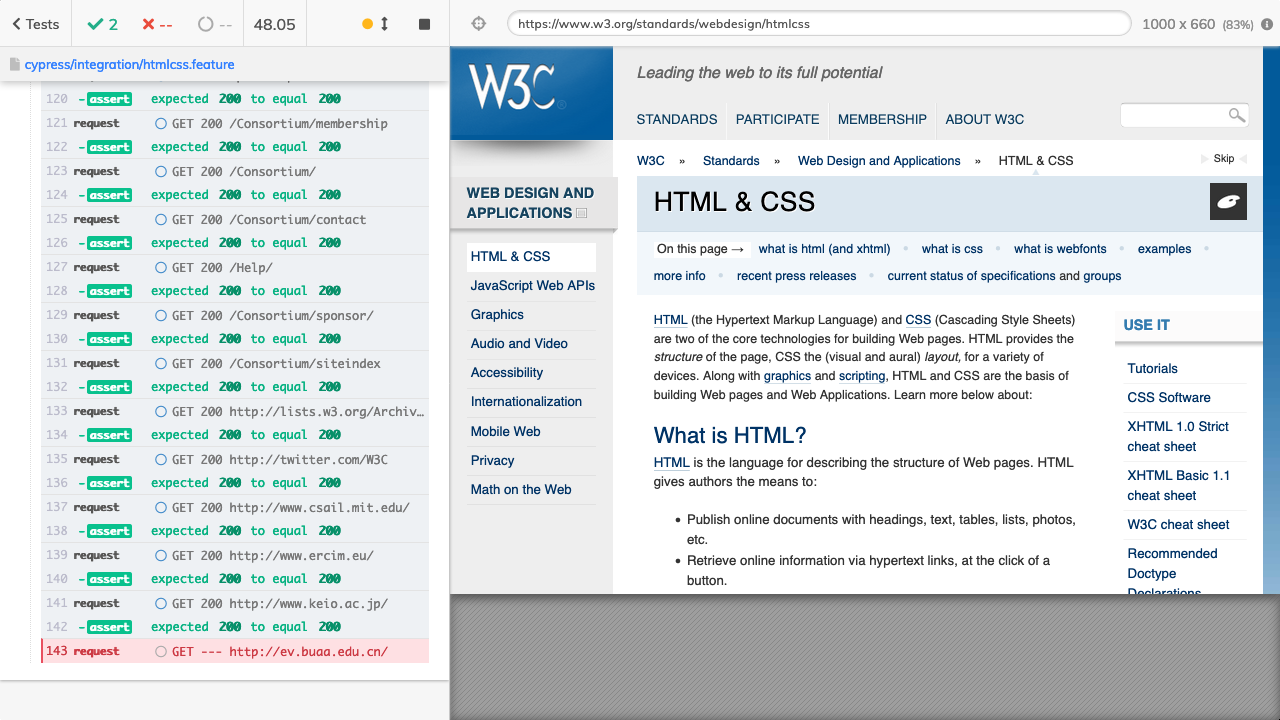 Tests
2
--
--
48.05
https://www.w3.org/standards/webdesign/htmlcss
1000 x 660 (83%)
cypress/integration/htmlcss.feature
120 -assert expected 200 to equal 200
121 request GET 200 /Consortium/membership
122 -assert expected 200 to equal 200
123 request GET 200 /Consortium/
124 -assert expected 200 to equal 200
125 request GET 200 /Consortium/contact
126 -assert expected 200 to equal 200
127 request GET 200 /Help/
128 -assert expected 200 to equal 200
129 request GET 200 /Consortium/sponsor/
130 -assert expected 200 to equal 200
131 request GET 200 /Consortium/siteindex
132 -assert expected 200 to equal 200
133 request GET 200 http://lists.w3.org/Archiv…
134 -assert expected 200 to equal 200
135 request GET 200 http://twitter.com/W3C
136 -assert expected 200 to equal 200
137 request GET 200 http://www.csail.mit.edu/
138 -assert expected 200 to equal 200
139 request GET 200 http://www.ercim.eu/
140 -assert expected 200 to equal 200
141 request GET 200 http://www.keio.ac.jp/
142 -assert expected 200 to equal 200
143 request GET --- http://ev.buaa.edu.cn/
W3C
Leading the web to its full potential
STANDARDS PARTICIPATE MEMBERSHIP ABOUT W3C
W3C » Standards » Web Design and Applications » HTML & CSS
Skip
WEB DESIGN AND
APPLICATIONS
HTML & CSS
JavaScript Web APIs
Graphics
Audio and Video
Accessibility
Internationalization
Mobile Web
Privacy
Math on the Web
HTML & CSS
On this page → what is html (and xhtml) • what is css • what is webfonts • examples •
more info • recent press releases • current status of specifications and groups
HTML (the Hypertext Markup Language) and CSS (Cascading Style Sheets)
are two of the core technologies for building Web pages. HTML provides the
structure of the page, CSS the (visual and aural) layout, for a variety of
devices. Along with graphics and scripting, HTML and CSS are the basis of
building Web pages and Web Applications. Learn more below about:
What is HTML?
HTML is the language for describing the structure of Web pages. HTML
gives authors the means to:
• Publish online documents with headings, text, tables, lists, photos,
etc.
• Retrieve online information via hypertext links, at the click of a
button.
USE IT
Tutorials
CSS Software
XHTML 1.0 Strict
cheat sheet
XHTML Basic 1.1
cheat sheet
W3C cheat sheet
Recommended
Doctype
Declarations